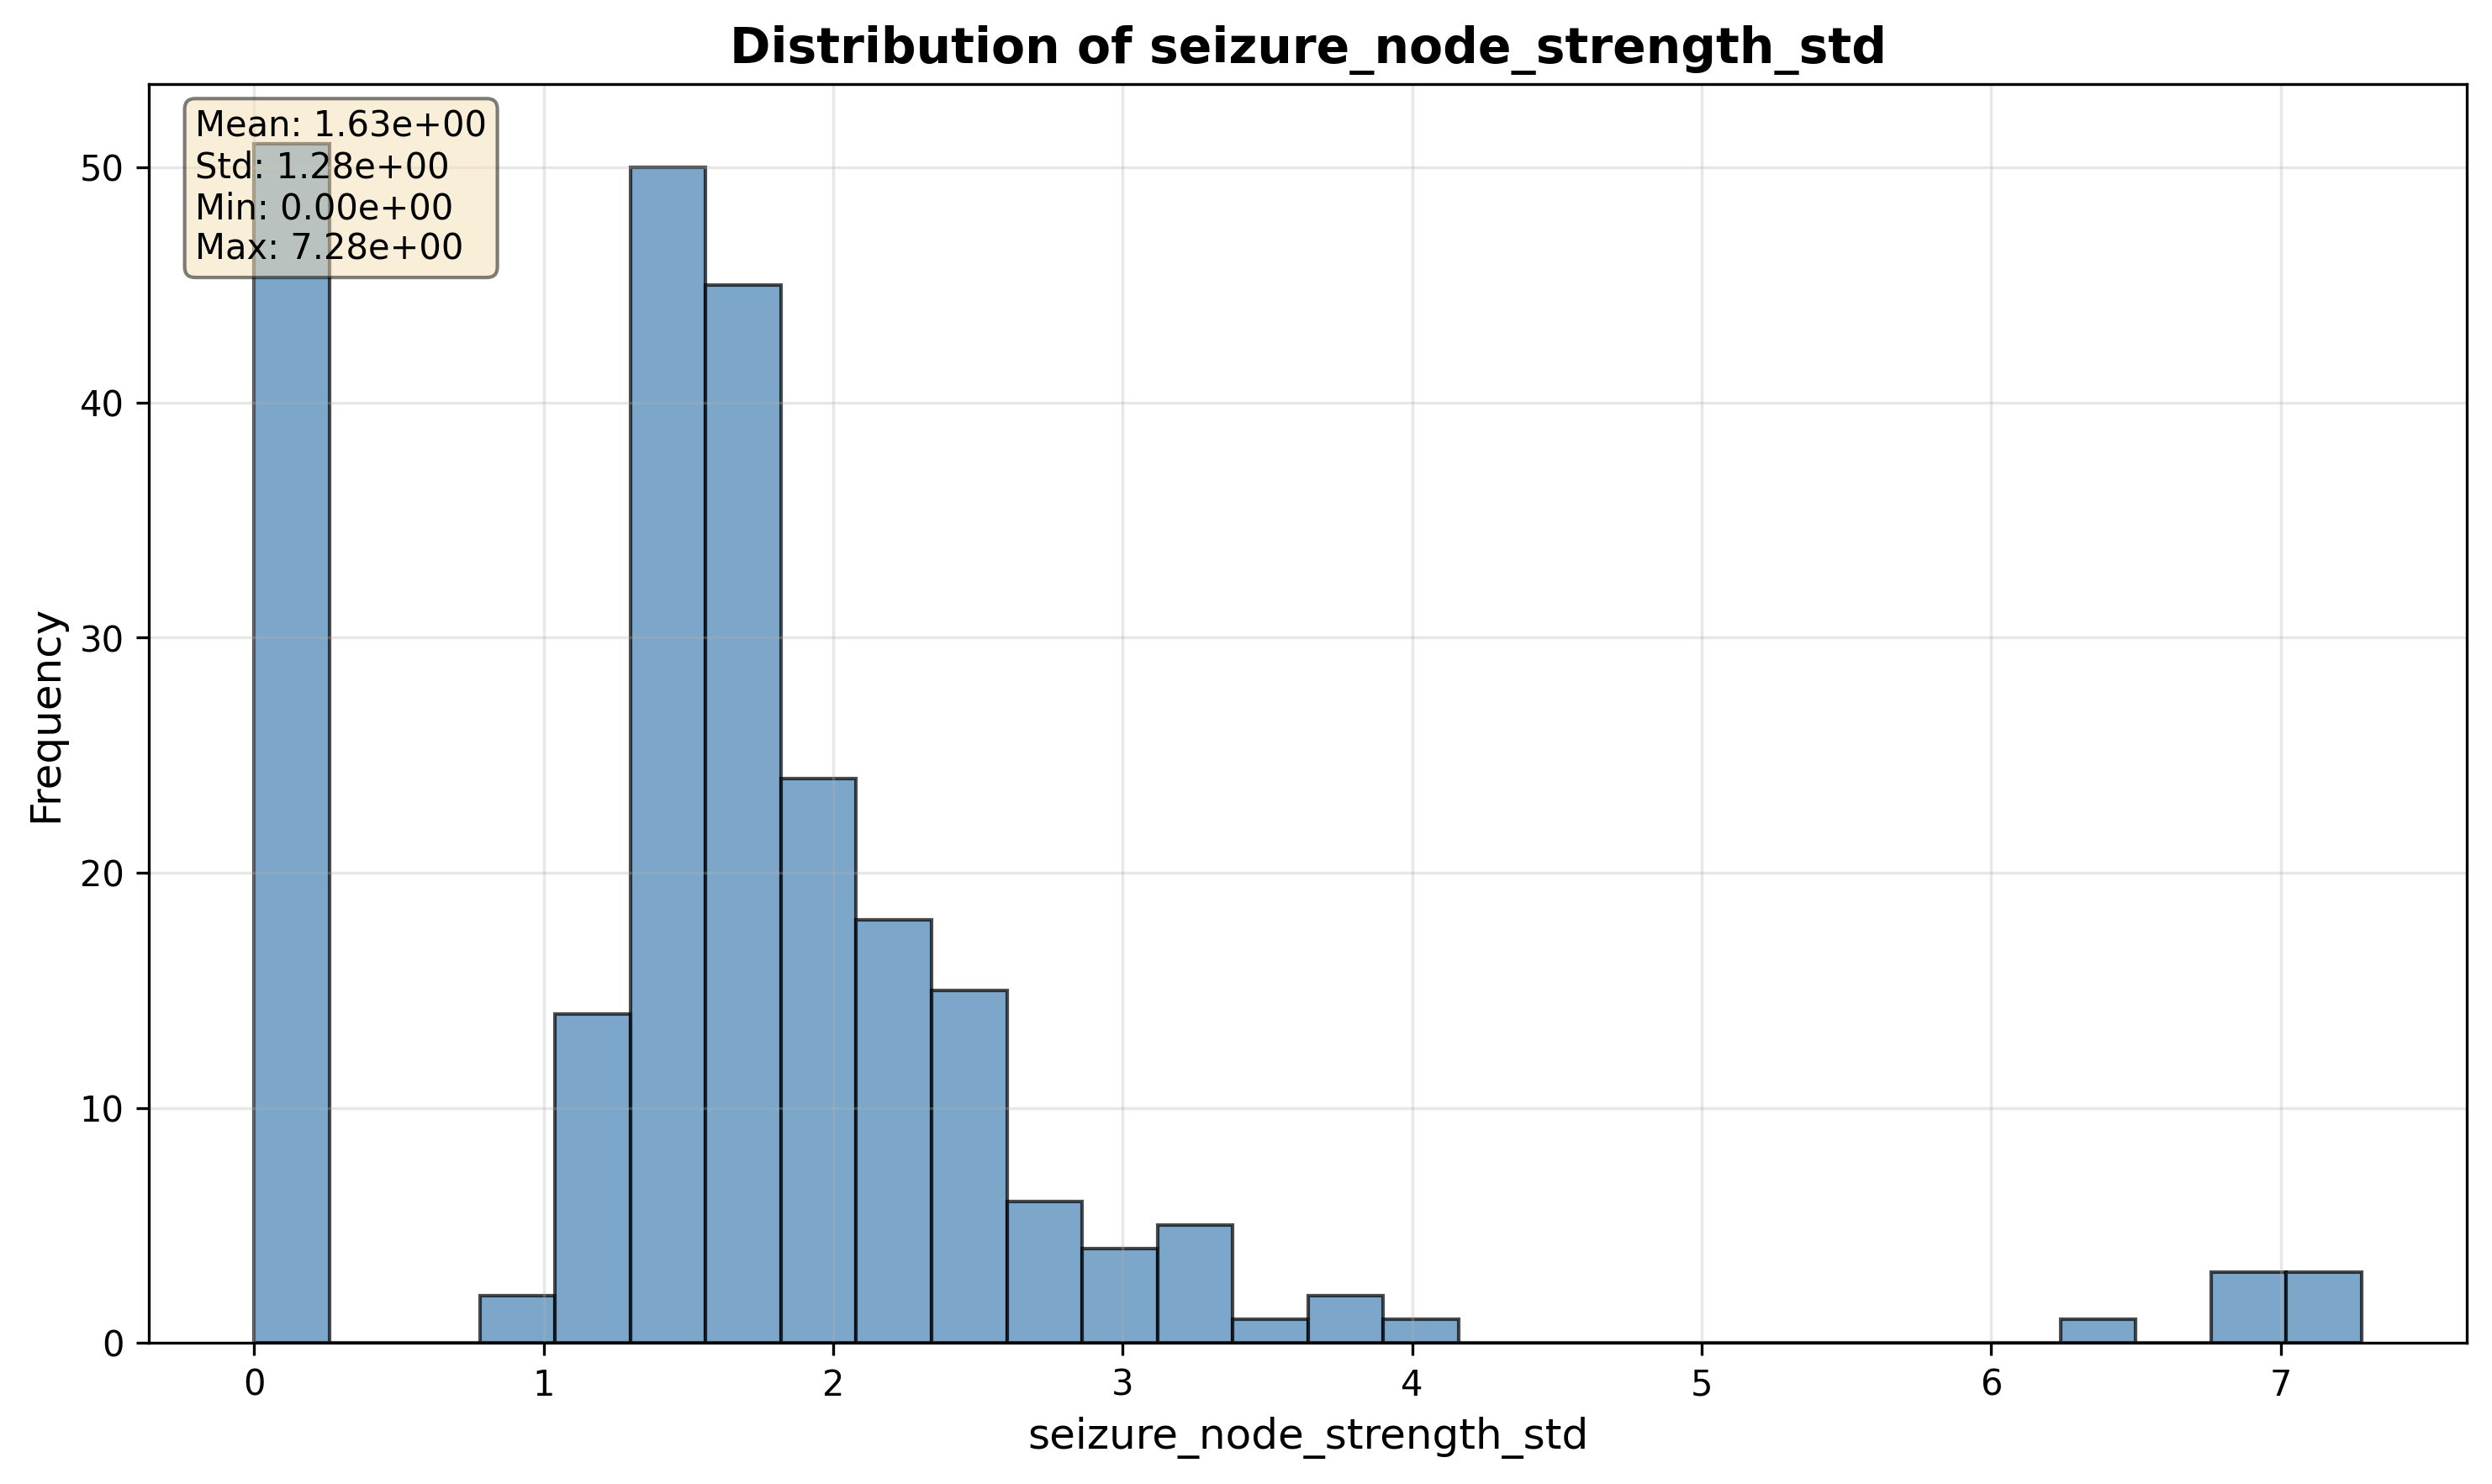 Distribution of seizure_node_strength_std
Mean: 1.63e+00
Std: 1.28e+00
Min: 0.00e+00
Max: 7.28e+00
Frequency
50
40
30
20
10
0
0 1 2 3 4 5 6 7
seizure_node_strength_std